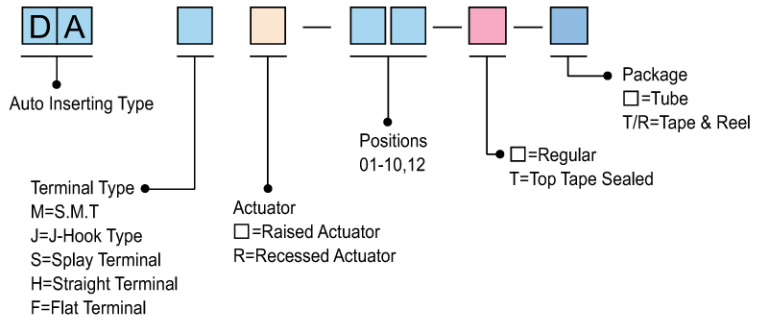 DA
Auto Inserting Type
Terminal Type
M=S.M.T
J=J-Hook Type
S=Splay Terminal
H=Straight Terminal
F=Flat Terminal
Actuator
□=Raised Actuator
R=Recessed Actuator
Positions
01-10,12
□=Regular
T=Top Tape Sealed
Package
□=Tube
T/R=Tape & Reel